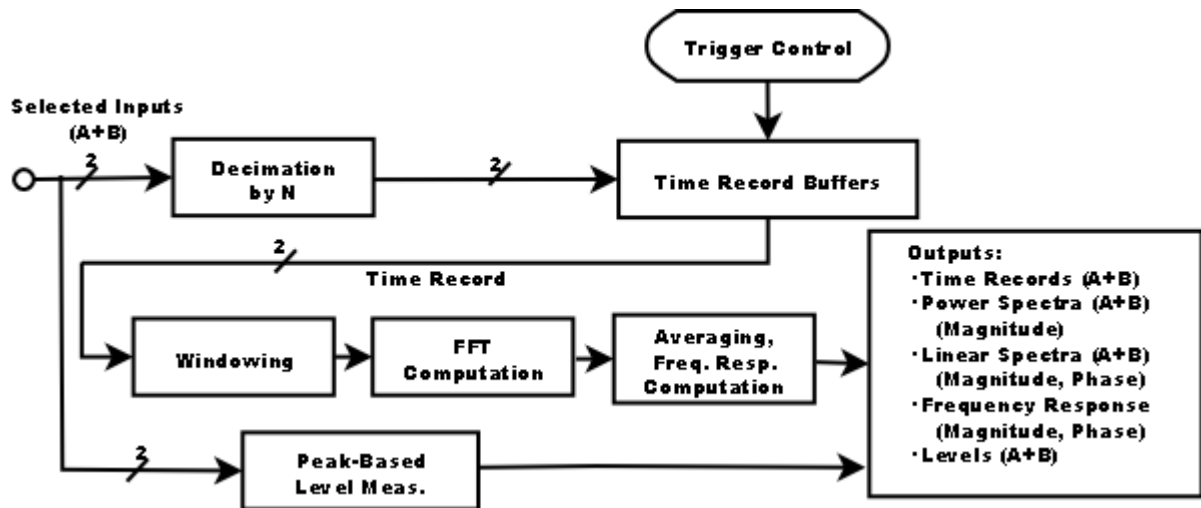 Trigger Control
Selected Inputs
(A+B)
2
Decimation
by N
2
Time Record Buffers
2
Time Record
Windowing
FFT
Computation
Averaging,
Freq. Resp.
Computation
2
Peak-Based
Level Meas.
Outputs:
·Time Records (A+B)
·Power Spectra (A+B)
(Magnitude)
·Linear Spectra (A+B)
(Magnitude, Phase)
·Frequency Response
(Magnitude, Phase)
·Levels (A+B)